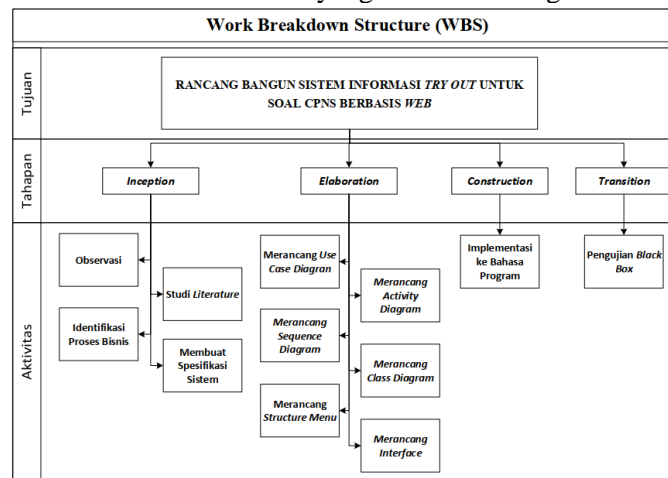 Work Breakdown Structure (WBS)
Tujuan
RANCANG BANGUN SISTEM INFORMASI TRY OUT UNTUK
SOAL CPNS BERBASIS WEB
Tahapan
Inception
Elaboration
Construction
Transition
Aktivitas
Observasi
Studi Literature
Identifikasi
Proses Bisnis
Membuat
Spesifikasi
Sistem
Merancang Use
Case Diagran
Merancang
Activity
Diagram
Merancang
Sequence
Diagram
Merancang
Class Diagram
Merancang
Structure Menu
Merancang
Interface
Implementasi
ke Bahasa
Program
Pengujian Black
Box